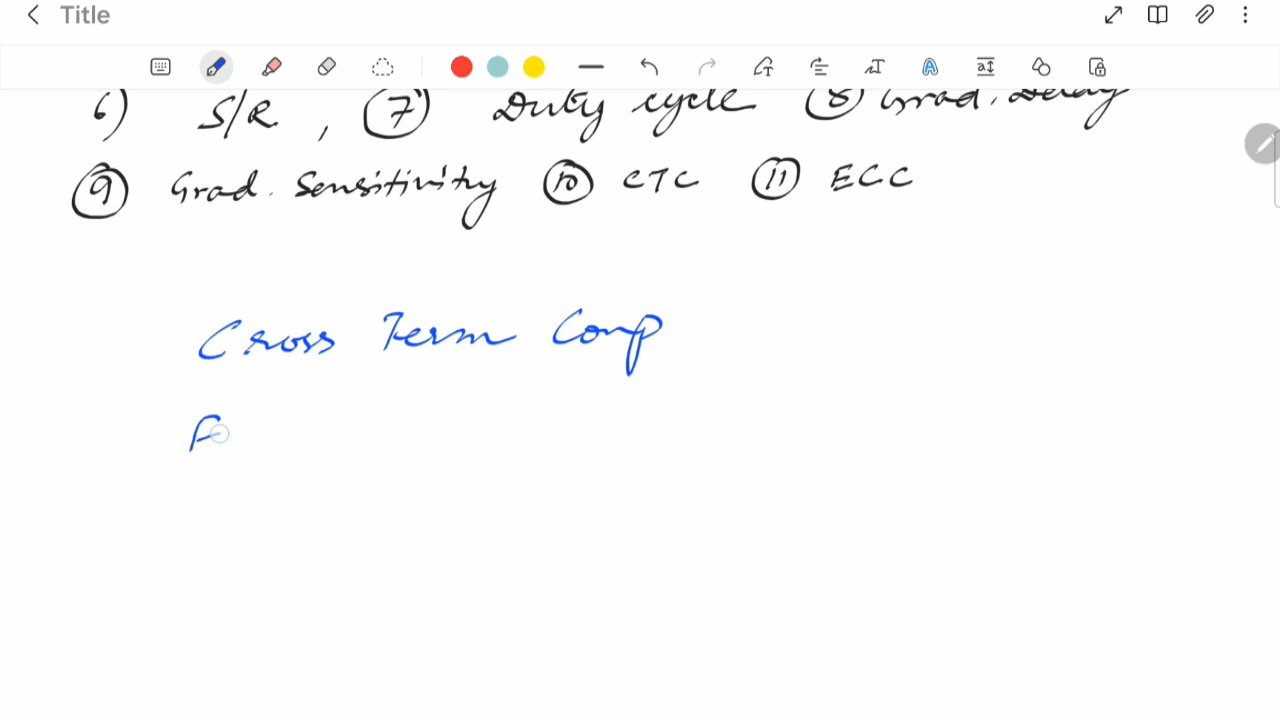 Title
6) S/R , (7) Duty cycle (8) Grad. Delay
(9) Grad. Sensitivity (10) CTC (11) ECC
Cross Term Comp